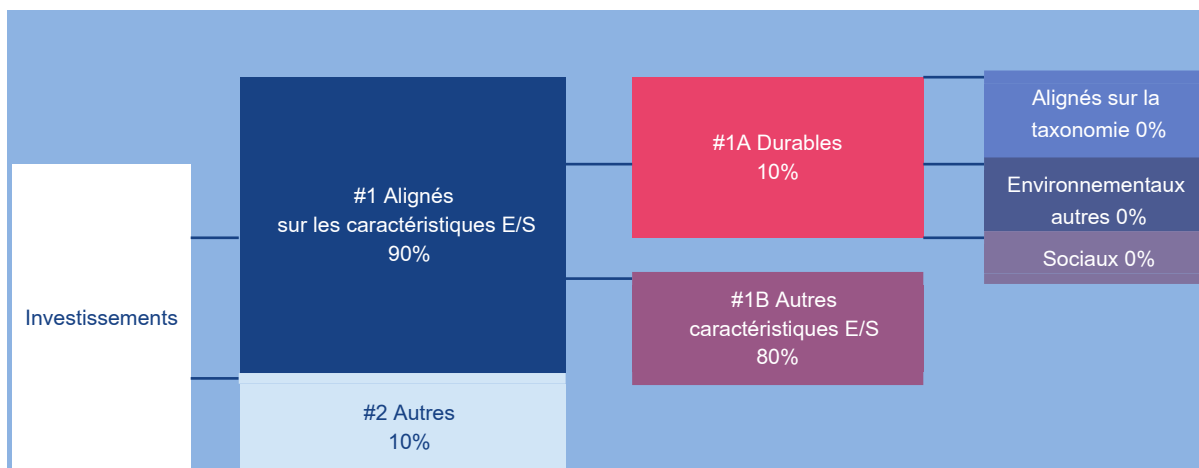 Investissements
#1 Alignés
sur les caractéristiques E/S
90%
#2 Autres
10%
#1A Durables
10%
#1B Autres
caractéristiques E/S
80%
Alignés sur la
taxonomie 0%
Environnementaux
autres 0%
Sociaux 0%